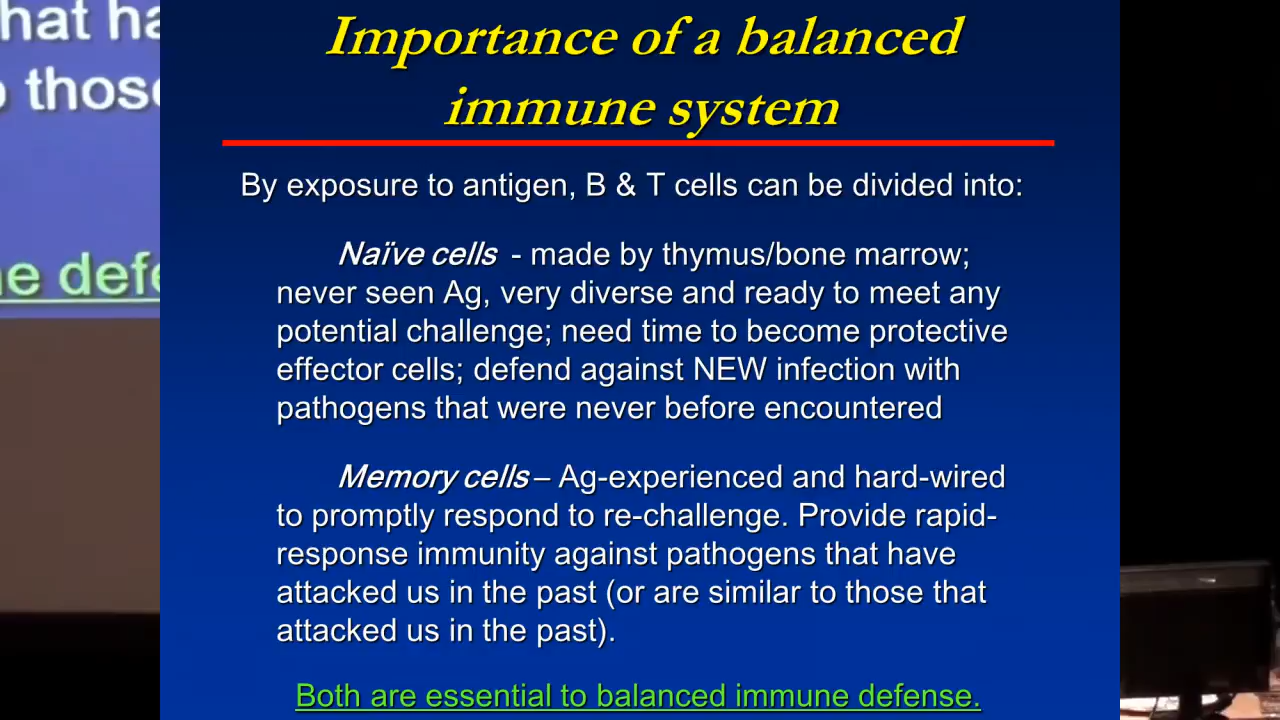 hat
those
Importance of a balanced
immune system
By exposure to antigen, B & T cells can be divided into:
Naïve cells - made by thymus/bone marrow;
never seen Ag, very diverse and ready to meet any
potential challenge; need time to become protective
effector cells; defend against NEW infection with
pathogens that were never before encountered
Memory cells – Ag-experienced and hard-wired
to promptly respond to re-challenge. Provide rapid-
response immunity against pathogens that have
attacked us in the past (or are similar to those that
attacked us in the past).
Both are essential to balanced immune defense.